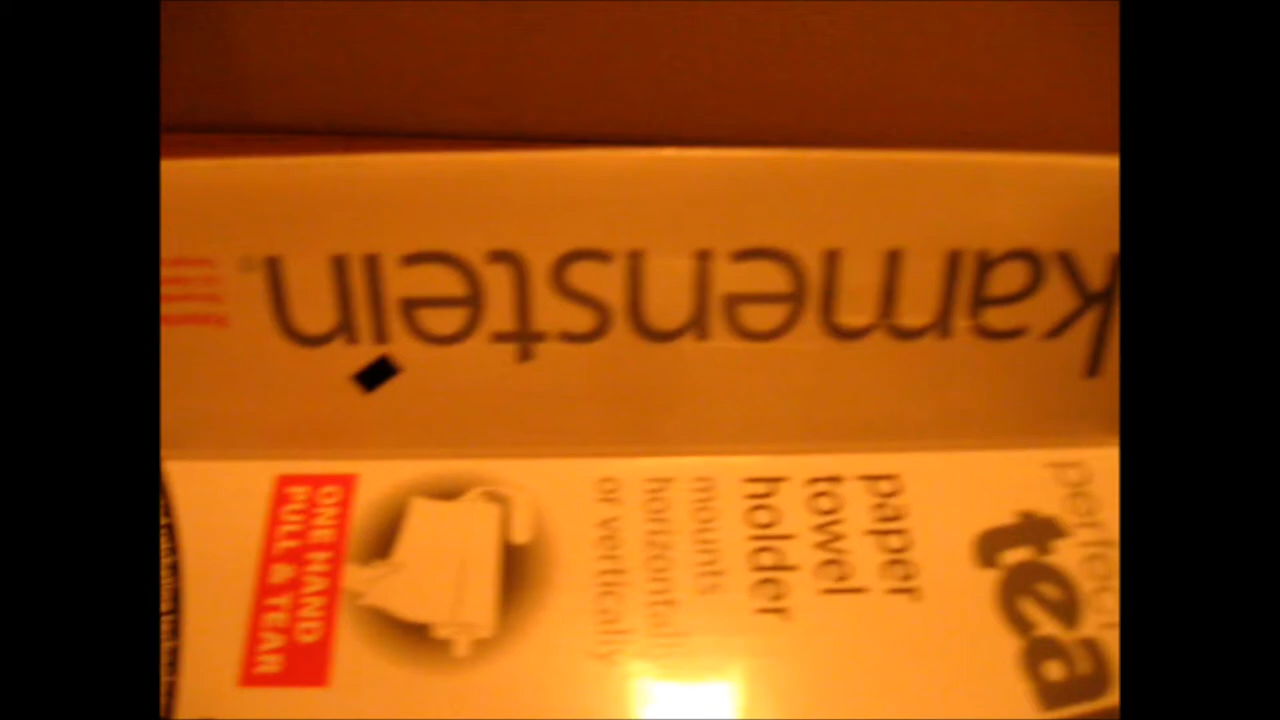 kamenstein
perfect
tea
paper
towel
holder
mounts
horizontally
or vertically
ONE HAND
PULL & TEAR